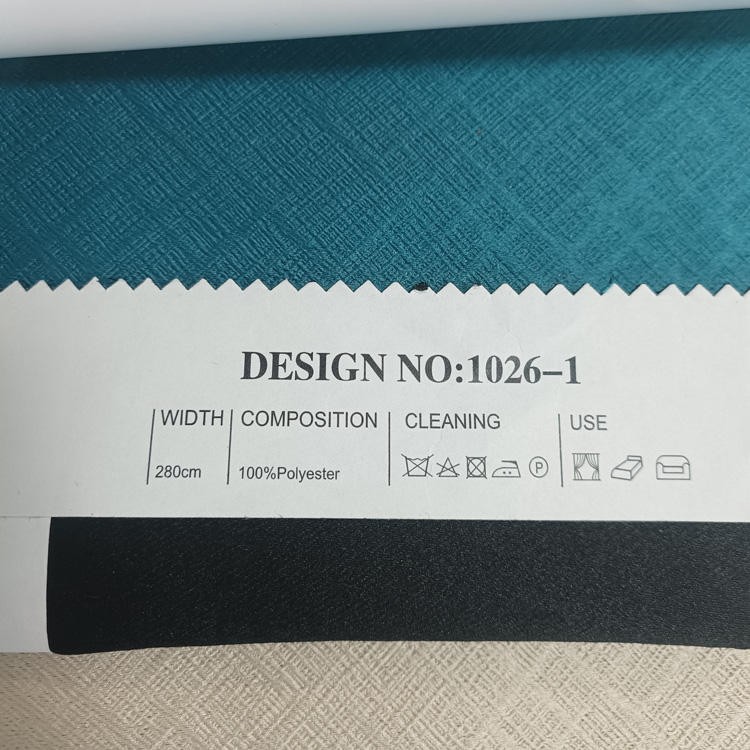 DESIGN NO:1026-1
WIDTH COMPOSITION CLEANING USE
280cm 100%Polyester P